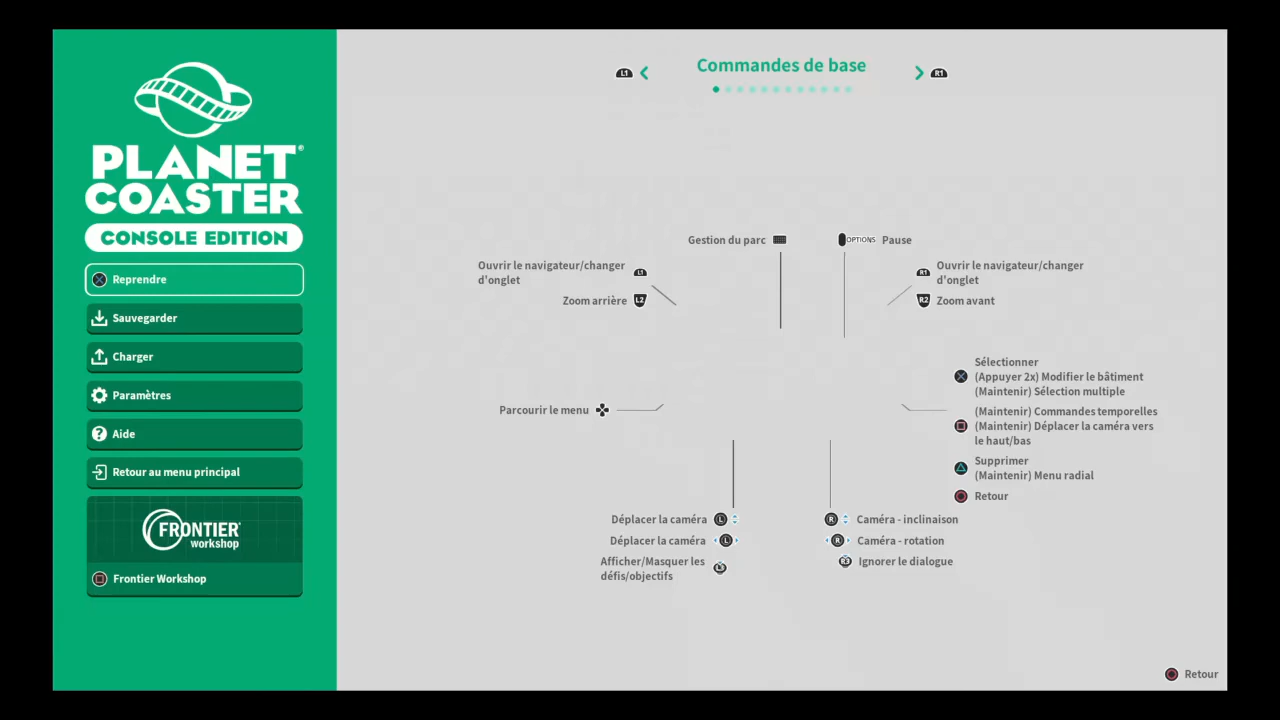 PLANET
COASTER®
CONSOLE EDITION
Reprendre
Sauvegarder
Charger
Paramètres
Aide
Retour au menu principal
FRONTIER
workshop
Frontier Workshop
L1
Commandes de base
R1
Gestion du parc
OPTIONS Pause
Ouvrir le navigateur/changer
d'onglet
L1
Zoom arrière L2
R1
Ouvrir le navigateur/changer
d'onglet
R2 Zoom avant
Parcourir le menu
Sélectionner
(Appuyer 2x) Modifier le bâtiment
(Maintenir) Sélection multiple
(Maintenir) Commandes temporelles
(Maintenir) Déplacer la caméra vers
le haut/bas
Supprimer
(Maintenir) Menu radial
Retour
Déplacer la caméra L
Déplacer la caméra L
Afficher/Masquer les
défis/objectifs
R Caméra - inclinaison
R Caméra - rotation
R3 Ignorer le dialogue
Retour